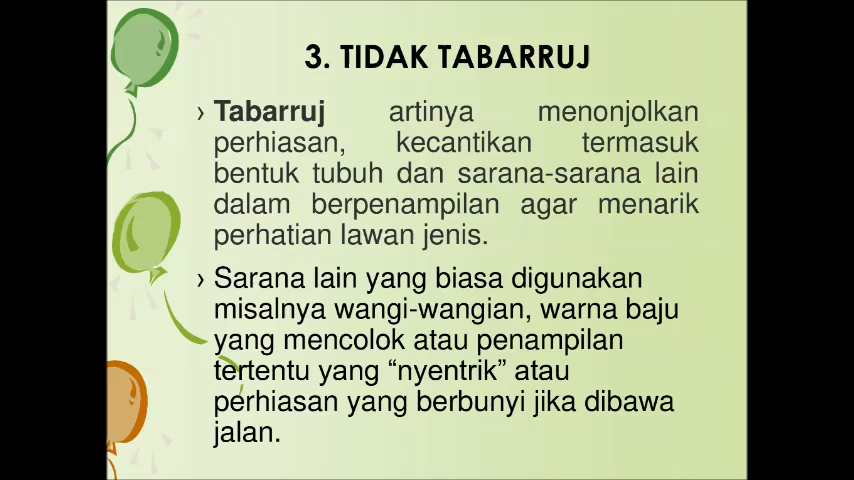 3. TIDAK TABARRUJ
› Tabarruj artinya menonjolkan
perhiasan, kecantikan termasuk
bentuk tubuh dan sarana-sarana lain
dalam berpenampilan agar menarik
perhatian lawan jenis.
› Sarana lain yang biasa digunakan
misalnya wangi-wangian, warna baju
yang mencolok atau penampilan
tertentu yang “nyentrik” atau
perhiasan yang berbunyi jika dibawa
jalan.